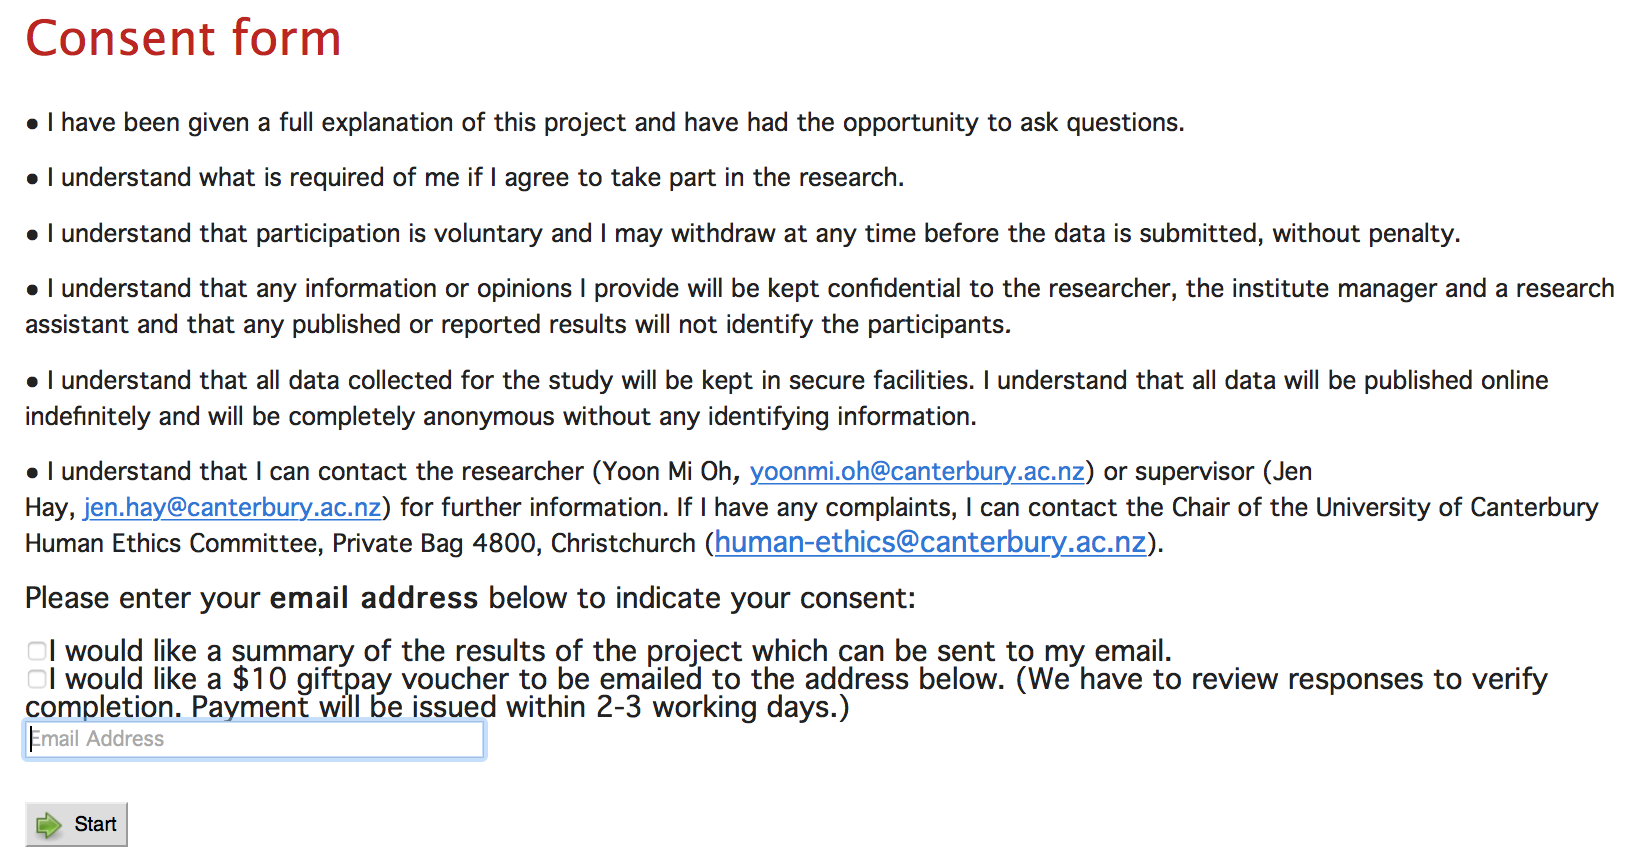 Consent form
● I have been given a full explanation of this project and have had the opportunity to ask questions.
● I understand what is required of me if I agree to take part in the research.
● I understand that participation is voluntary and I may withdraw at any time before the data is submitted, without penalty.
● I understand that any information or opinions I provide will be kept confidential to the researcher, the institute manager and a research
assistant and that any published or reported results will not identify the participants.
● I understand that all data collected for the study will be kept in secure facilities. I understand that all data will be published online
indefinitely and will be completely anonymous without any identifying information.
● I understand that I can contact the researcher (Yoon Mi Oh, yoonmi.oh@canterbury.ac.nz) or supervisor (Jen
Hay, jen.hay@canterbury.ac.nz) for further information. If I have any complaints, I can contact the Chair of the University of Canterbury
Human Ethics Committee, Private Bag 4800, Christchurch (human-ethics@canterbury.ac.nz).
Please enter your email address below to indicate your consent:
I would like a summary of the results of the project which can be sent to my email.
I would like a $10 giftpay voucher to be emailed to the address below. (We have to review responses to verify
completion. Payment will be issued within 2-3 working days.)
Email Address
Start